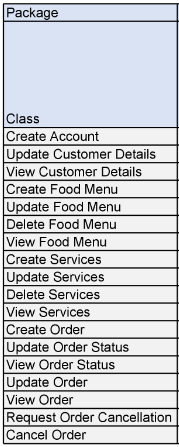 Package
Class
Create Account
Update Customer Details
View Customer Details
Create Food Menu
Update Food Menu
Delete Food Menu
View Food Menu
Create Services
Update Services
Delete Services
View Services
Create Order
Update Order Status
View Order Status
Update Order
View Order
Request Order Cancellation
Cancel Order